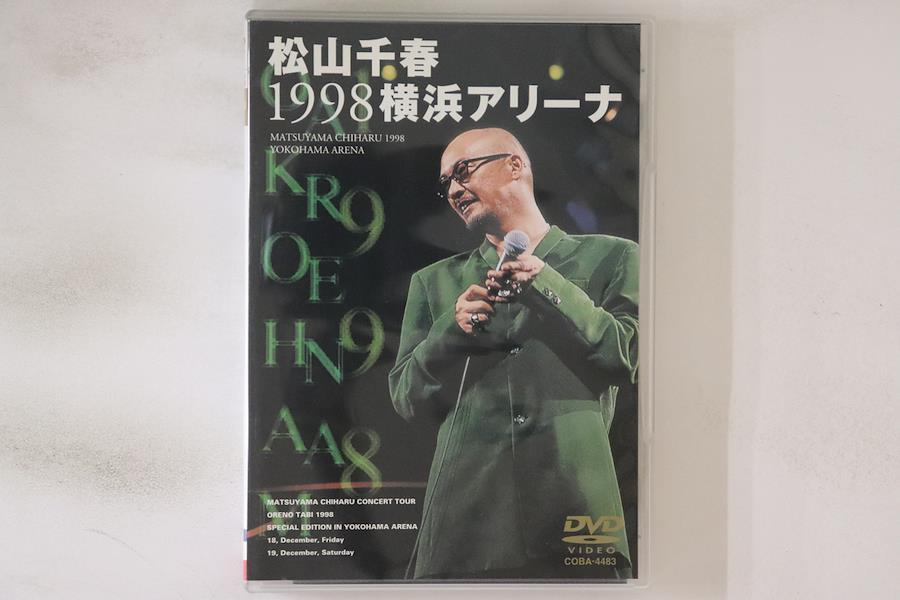 松山千春
1998横浜アリーナ
MATSUYAMA CHIHARU 1998
YOKOHAMA ARENA
MATSUYAMA CHIHARU CONCERT TOUR
ORENO TABI 1998
SPECIAL EDITION IN YOKOHAMA ARENA
18, December, Friday
19, December, Saturday
DVD
VIDEO
COBA・4483